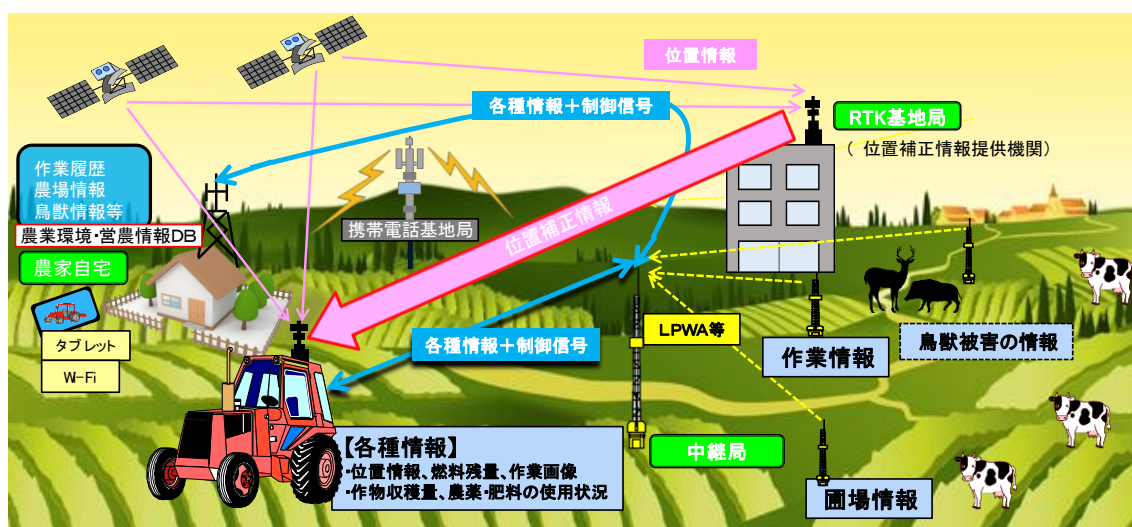 位置情報
各種情報＋制御信号
RTK基地局
（ 位置補正情報提供機関）
作業履歴
農場情報
鳥獣情報等
農業環境・営農情報DB
携帯電話基地局
位置補正情報
農家自宅
タブレット
W-Fi
各種情報＋制御信号
LPWA等
作業情報
鳥獣被害の情報
【各種情報】
・位置情報、燃料残量、作業画像
・作物収穫量、農薬・肥料の使用状況
中継局
圃場情報